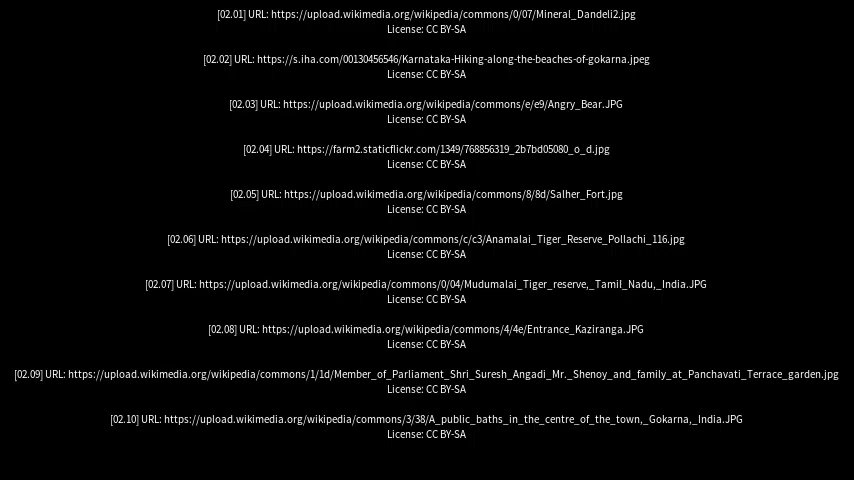 [02.01] URL: https://upload.wikimedia.org/wikipedia/commons/0/07/Mineral_Dandeli2.jpg
License: CC BY-SA
[02.02] URL: https://s.iha.com/00130456546/Karnataka-Hiking-along-the-beaches-of-gokarna.jpeg
License: CC BY-SA
[02.03] URL: https://upload.wikimedia.org/wikipedia/commons/e/e9/Angry_Bear.JPG
License: CC BY-SA
[02.04] URL: https://farm2.staticflickr.com/1349/768856319_2b7bd05080_o_d.jpg
License: CC BY-SA
[02.05] URL: https://upload.wikimedia.org/wikipedia/commons/8/8d/Salher_Fort.jpg
License: CC BY-SA
[02.06] URL: https://upload.wikimedia.org/wikipedia/commons/c/c3/Anamalai_Tiger_Reserve_Pollachi_116.jpg
License: CC BY-SA
[02.07] URL: https://upload.wikimedia.org/wikipedia/commons/0/04/Mudumalai_Tiger_reserve,_Tamil_Nadu,_India.JPG
License: CC BY-SA
[02.08] URL: https://upload.wikimedia.org/wikipedia/commons/4/4e/Entrance_Kaziranga.JPG
License: CC BY-SA
[02.09] URL: https://upload.wikimedia.org/wikipedia/commons/1/1d/Member_of_Parliament_Shri_Suresh_Angadi_Mr._Shenoy_and_family_at_Panchavati_Terrace_garden.jpg
License: CC BY-SA
[02.10] URL: https://upload.wikimedia.org/wikipedia/commons/3/38/A_public_baths_in_the_centre_of_the_town,_Gokarna,_India.JPG
License: CC BY-SA